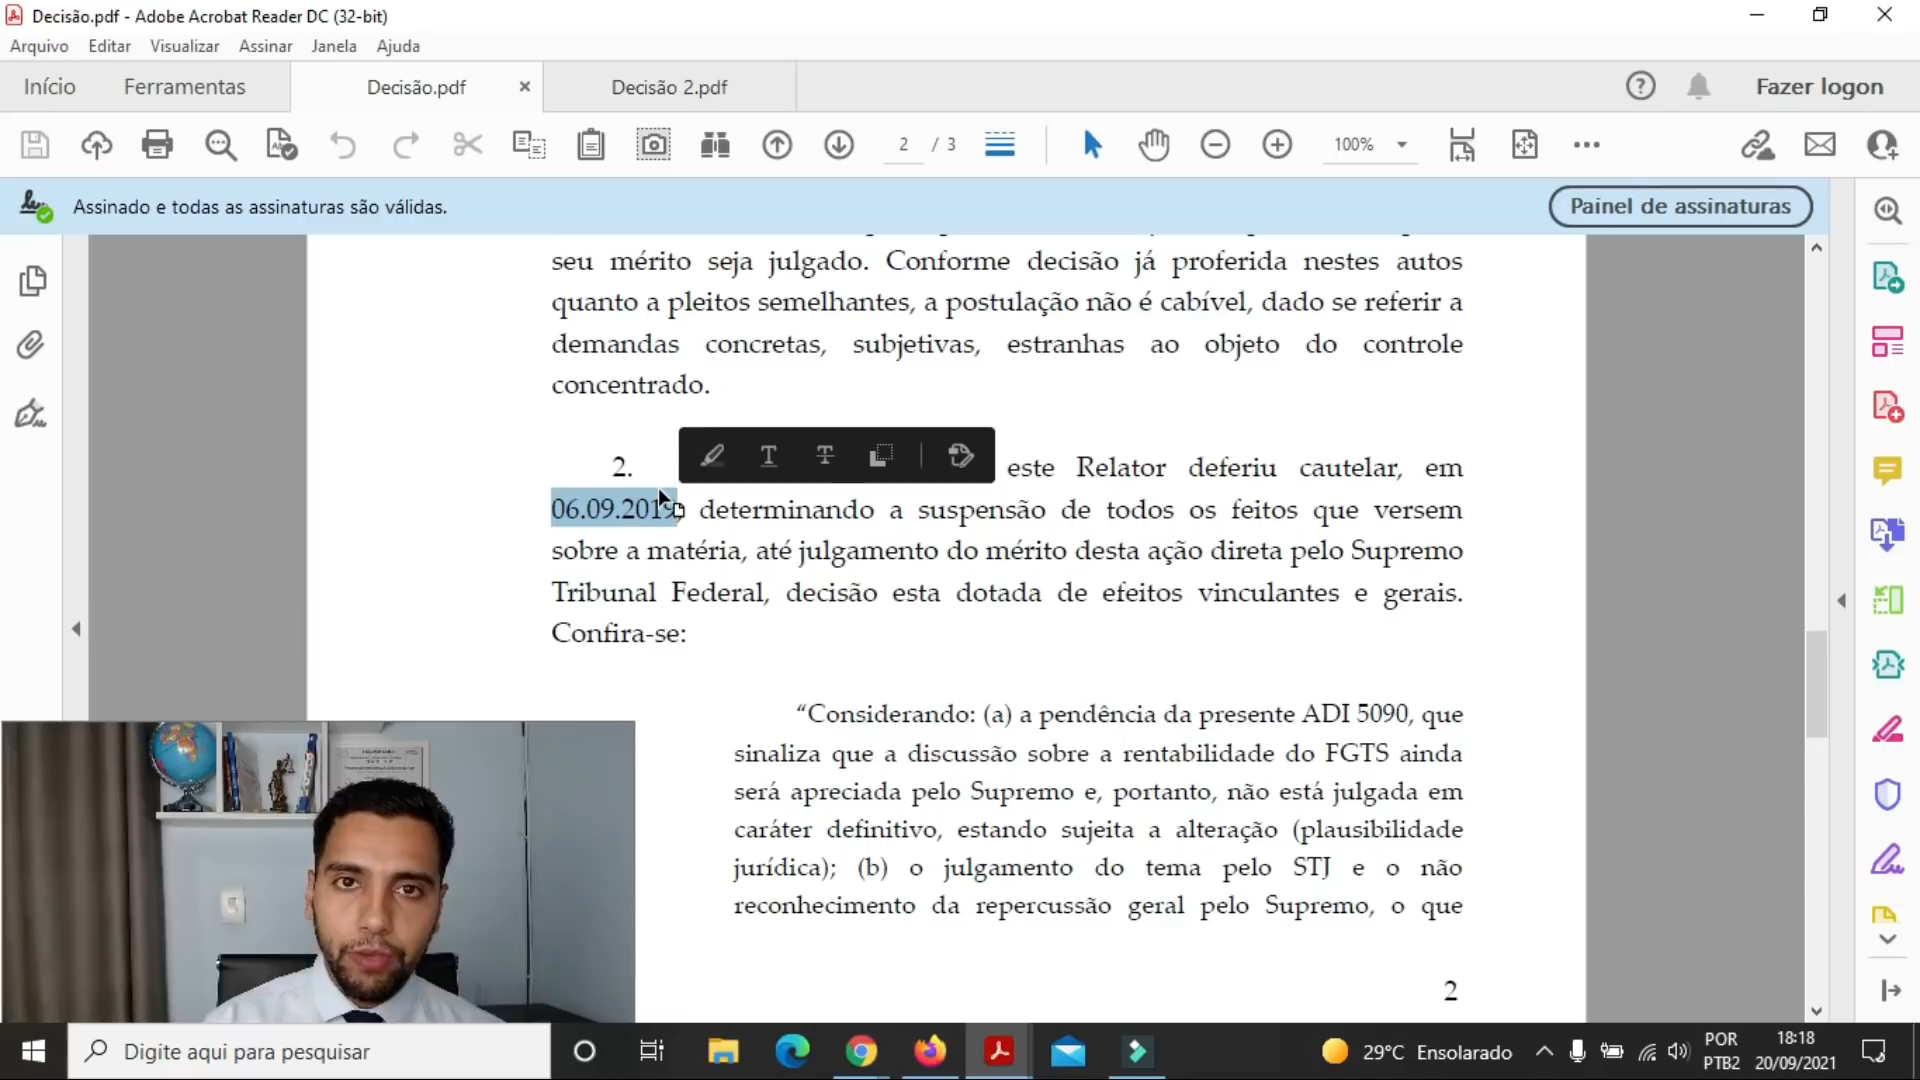 Decisão.pdf - Adobe Acrobat Reader DC (32-bit)
Arquivo Editar Visualizar Assinar Janela Ajuda
Início Ferramentas Decisão.pdf Decisão 2.pdf Fazer logon
2 / 3 100%
Assinado e todas as assinaturas são válidas. Painel de assinaturas
seu mérito seja julgado. Conforme decisão já proferida nestes autos
quanto a pleitos semelhantes, a postulação não é cabível, dado se referir a
demandas concretas, subjetivas, estranhas ao objeto do controle
concentrado.
2. este Relator deferiu cautelar, em
06.09.2019, determinando a suspensão de todos os feitos que versem
sobre a matéria, até julgamento do mérito desta ação direta pelo Supremo
Tribunal Federal, decisão esta dotada de efeitos vinculantes e gerais.
Confira-se:
“Considerando: (a) a pendência da presente ADI 5090, que
sinaliza que a discussão sobre a rentabilidade do FGTS ainda
será apreciada pelo Supremo e, portanto, não está julgada em
caráter definitivo, estando sujeita a alteração (plausibilidade
jurídica); (b) o julgamento do tema pelo STJ e o não
reconhecimento da repercussão geral pelo Supremo, o que
2
Digite aqui para pesquisar
29°C Ensolarado
POR
PTB2
18:18
20/09/2021